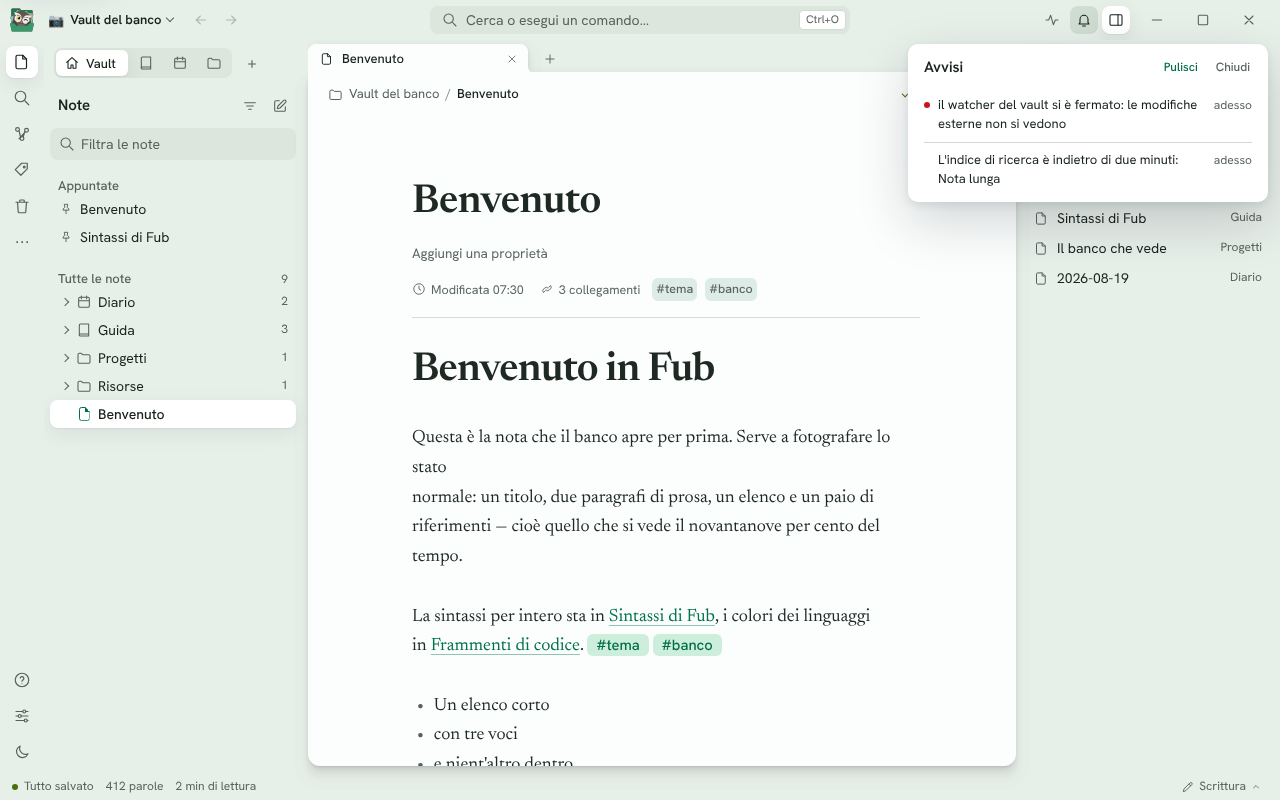 Vault del banco
Cerca o esegui un comando...
Ctrl+O
Vault
Note
Filtra le note
Appuntate
Benvenuto
Sintassi di Fub
Tutte le note 9
Diario 2
Guida 3
Progetti 1
Risorse 1
Benvenuto
Benvenuto
Vault del banco / Benvenuto
Benvenuto
Aggiungi una proprietà
Modificata 07:30 3 collegamenti #tema #banco
Benvenuto in Fub
Questa è la nota che il banco apre per prima. Serve a fotografare lo
stato
normale: un titolo, due paragrafi di prosa, un elenco e un paio di
riferimenti — cioè quello che si vede il novantanove per cento del
tempo.
La sintassi per intero sta in Sintassi di Fub, i colori dei linguaggi
in Frammenti di codice. #tema #banco
• Un elenco corto
• con tre voci
• e nient'altro dentro
Avvisi Pulisci Chiudi
il watcher del vault si è fermato: le modifiche adesso
esterne non si vedono
L'indice di ricerca è indietro di due minuti: adesso
Nota lunga
Sintassi di Fub Guida
Il banco che vede Progetti
2026-08-19 Diario
Tutto salvato 412 parole 2 min di lettura
Scrittura